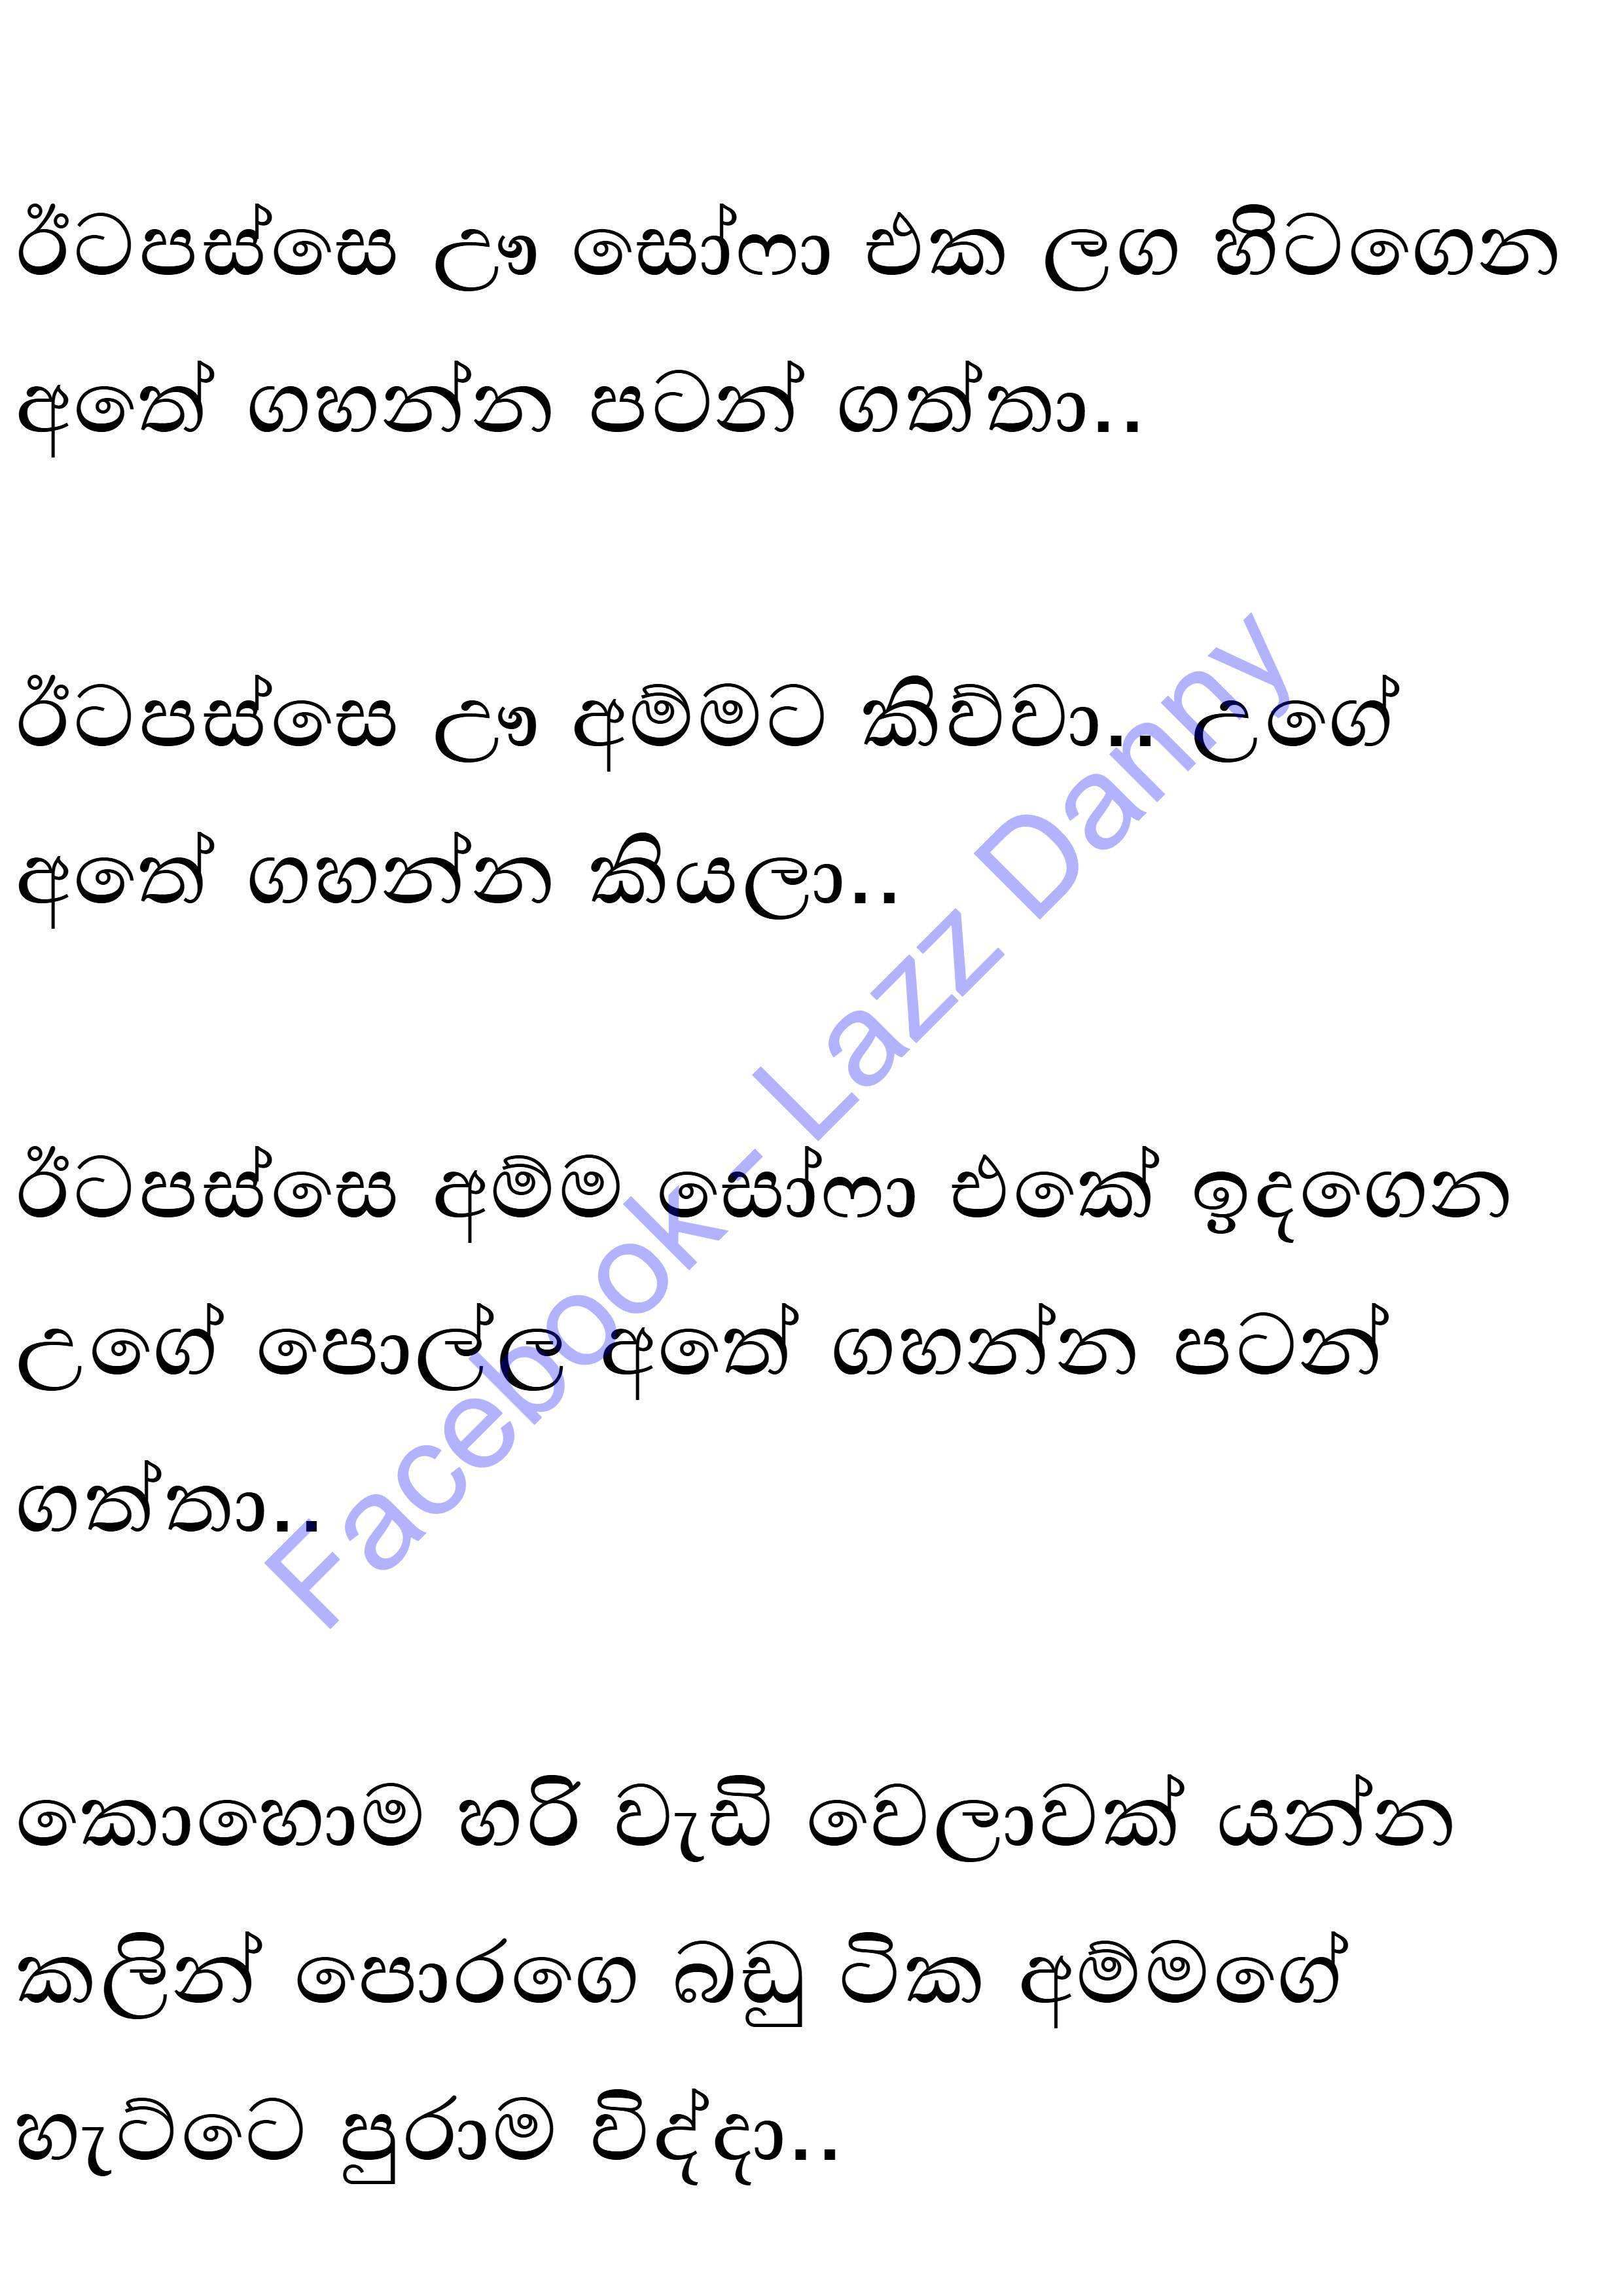 ඊටපස්සෙ ඌ සෝෆා එක ලග හිටගෙන
අතේ ගහන්න පටන් ගත්තා..
ඊටපස්සෙ ඌ අම්මට කිව්වා.. උගේ
අතේ ගහන්න කියලා..
ඊටපස්සෙ අම්ම සෝෆා එකේ ඉදගෙන
උගේ පොල්ල අතේ ගහන්න පටන්
ගත්තා..
කොහොම හරි වැඩි වෙලාවක් යන්න
කලින් පොරගෙ බඩු ටික අම්මගේ
හැට්ටෙ පුරාම විද්දා..
Facebook- Lazz Danny